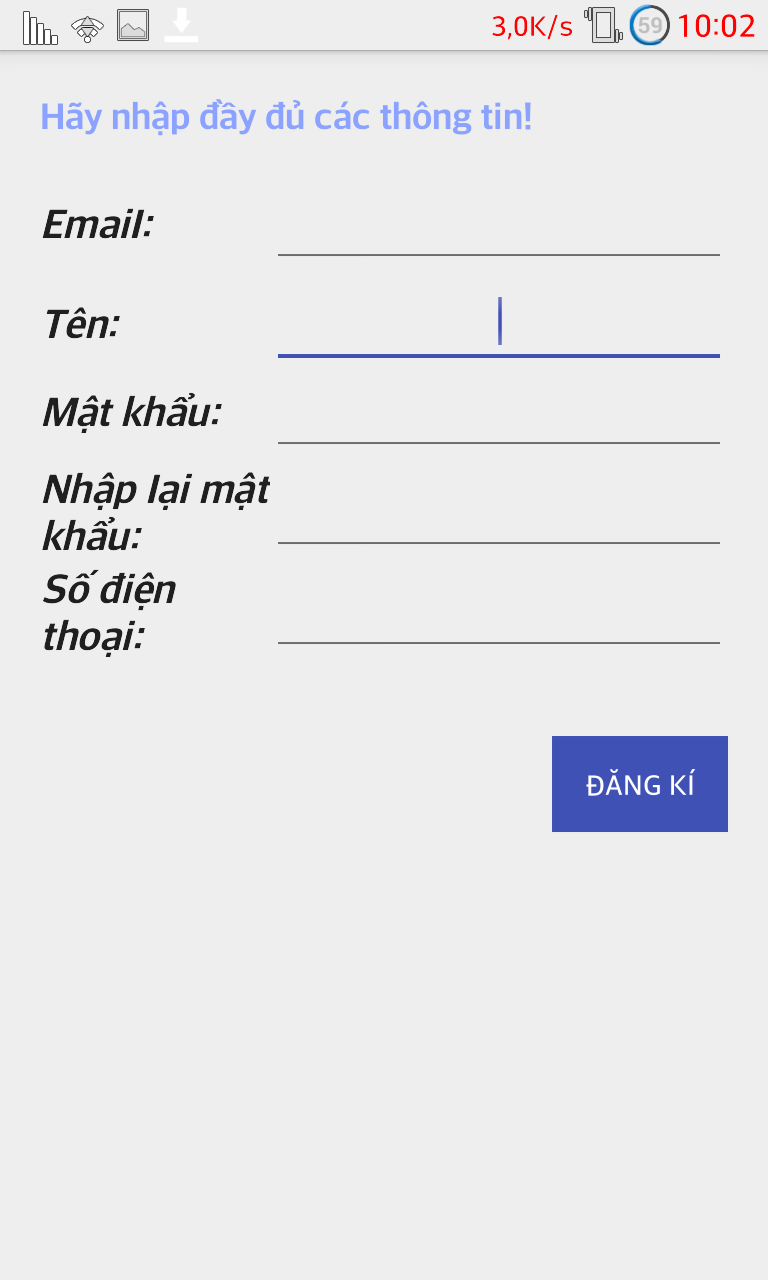 3,0K/s 59 10:02
Hãy nhập đầy đủ các thông tin!
Email:
Tên:
Mật khẩu:
Nhập lại mật
khẩu:
Số điện
thoại:
ĐĂNG KÍ